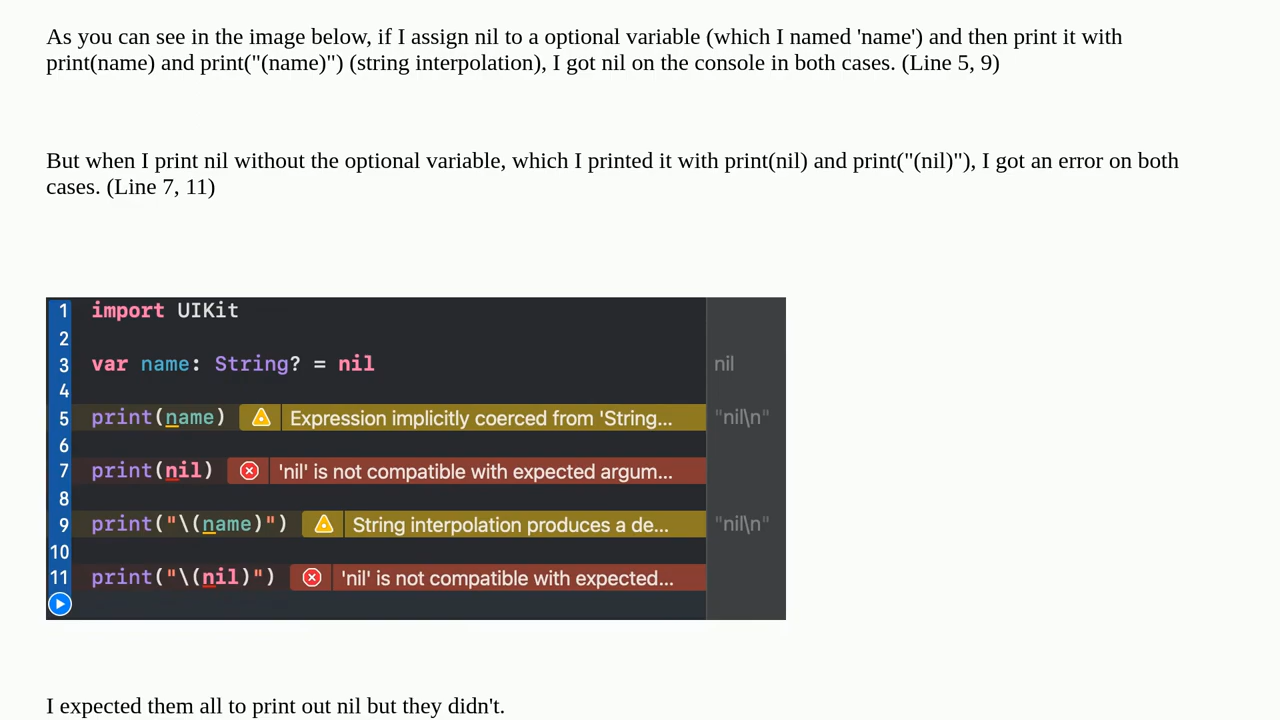 As you can see in the image below, if I assign nil to a optional variable (which I named 'name') and then print it with
print(name) and print("(name)") (string interpolation), I got nil on the console in both cases. (Line 5, 9)
But when I print nil without the optional variable, which I printed it with print(nil) and print("(nil)"), I got an error on both
cases. (Line 7, 11)
1 import UIKit
2
3 var name: String? = nil nil
4
5 print(name) Expression implicitly coerced from 'String... "nil\n"
6
7 print(nil) 'nil' is not compatible with expected argum...
8
9 print("\(name)") String interpolation produces a de... "nil\n"
10
11 print("\(nil)") 'nil' is not compatible with expected...
I expected them all to print out nil but they didn't.